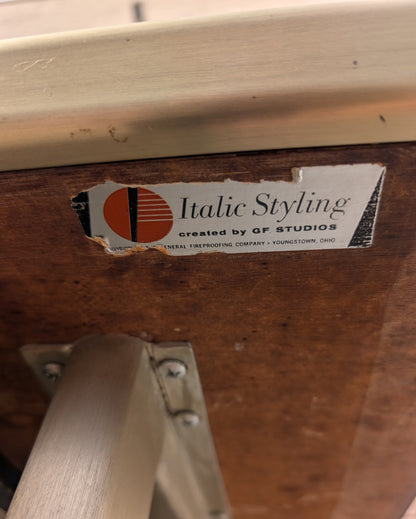 Italic Styling
created by GF STUDIOS
GENERAL FIREPROOFING COMPANY • YOUNGSTOWN, OHIO